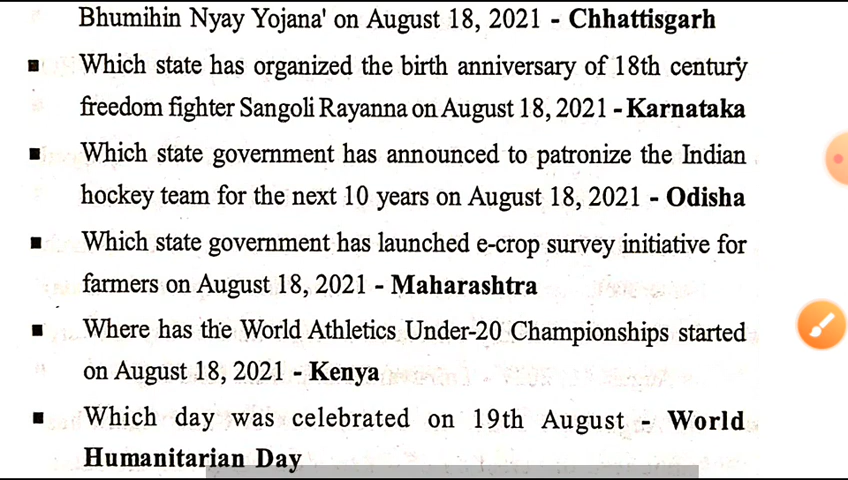 Bhumihin Nyay Yojana' on August 18, 2021 - Chhattisgarh
▪ Which state has organized the birth anniversary of 18th century
freedom fighter Sangoli Rayanna on August 18, 2021 - Karnataka
▪ Which state government has announced to patronize the Indian
hockey team for the next 10 years on August 18, 2021 - Odisha
▪ Which state government has launched e-crop survey initiative for
farmers on August 18, 2021 - Maharashtra
▪ Where has the World Athletics Under-20 Championships started
on August 18, 2021 - Kenya
▪ Which day was celebrated on 19th August - World
Humanitarian Day